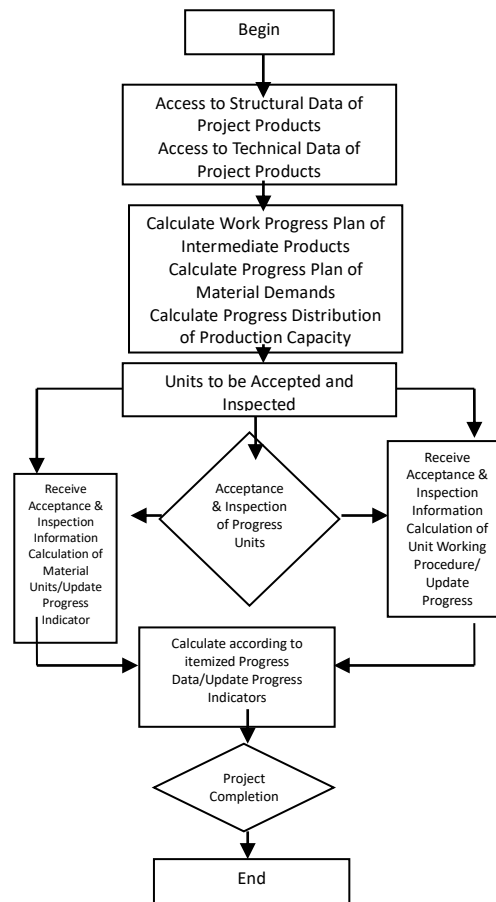 Begin
Access to Structural Data of
Project Products
Access to Technical Data of
Project Products
Calculate Work Progress Plan of
Intermediate Products
Calculate Progress Plan of
Material Demands
Calculate Progress Distribution
of Production Capacity
Units to be Accepted and
Inspected
Receive
Acceptance &
Inspection
Information
Calculation of
Material
Units/Update
Progress
Indicator
Acceptance
& Inspection
of Progress
Units
Receive
Acceptance &
Inspection
Information
Calculation of
Unit Working
Procedure/
Update
Progress
Calculate according to
itemized Progress
Data/Update Progress
Indicators
Project
Completion
End